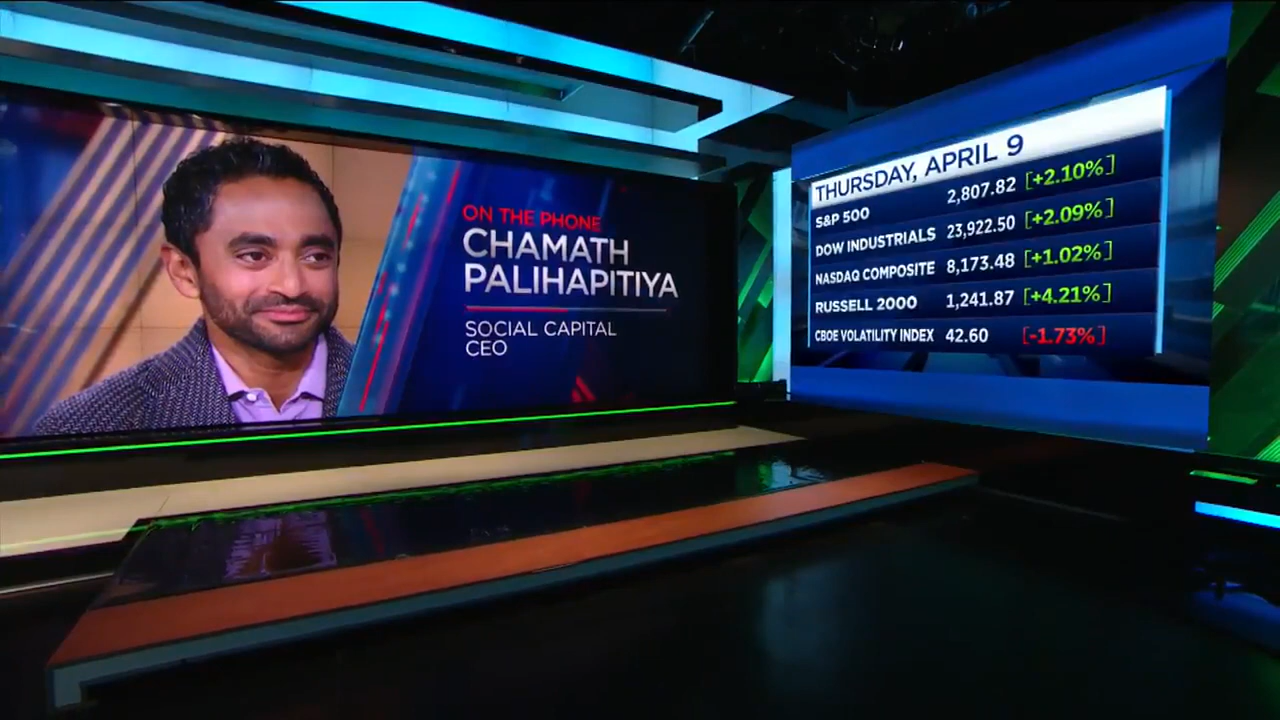 ON THE PHONE
CHAMATH
PALIHAPITIYA
SOCIAL CAPITAL
CEO
THURSDAY, APRIL 9
S&P 500 2,807.82 [+2.10%]
DOW INDUSTRIALS 23,922.50 [+2.09%]
NASDAQ COMPOSITE 8,173.48 [+1.02%]
RUSSELL 2000 1,241.87 [+4.21%]
CBOE VOLATILITY INDEX 42.60 [-1.73%]